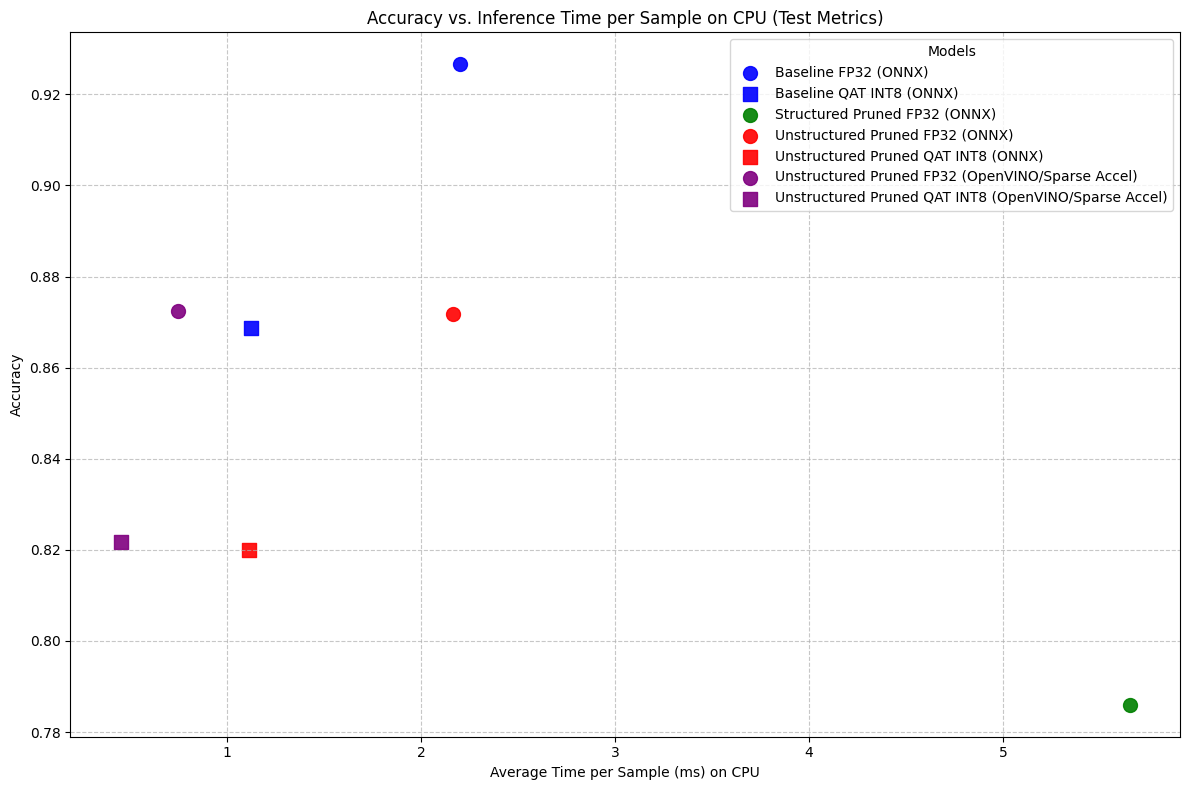 Accuracy vs. Inference Time per Sample on CPU (Test Metrics)
Models
Baseline FP32 (ONNX)
Baseline QAT INT8 (ONNX)
Structured Pruned FP32 (ONNX)
Unstructured Pruned FP32 (ONNX)
Unstructured Pruned QAT INT8 (ONNX)
Unstructured Pruned FP32 (OpenVINO/Sparse Accel)
Unstructured Pruned QAT INT8 (OpenVINO/Sparse Accel)
Accuracy
0.92
0.90
0.88
0.86
0.84
0.82
0.80
0.78
1 2 3 4 5
Average Time per Sample (ms) on CPU